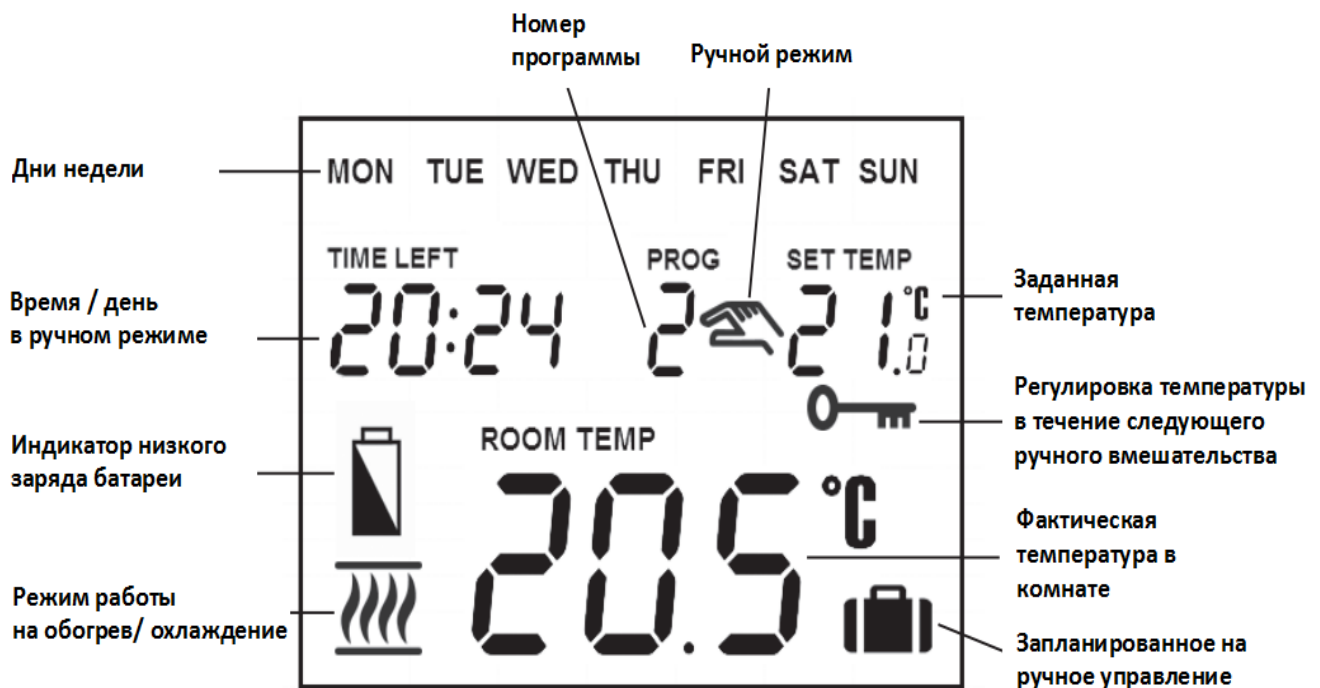 Номер
программы
Ручной режим
Дни недели
MON TUE WED THU FRI SAT SUN
TIME LEFT PROG SET TEMP
20:24 2 21.0 °C
Заданная
температура
Время / день
в ручном режиме
Регулировка температуры
в течение следующего
ручного вмешательства
Индикатор низкого
заряда батареи
ROOM TEMP
20.5 °C
Фактическая
температура в
комнате
Режим работы
на обогрев/ охлаждение
Запланированное на
ручное управление